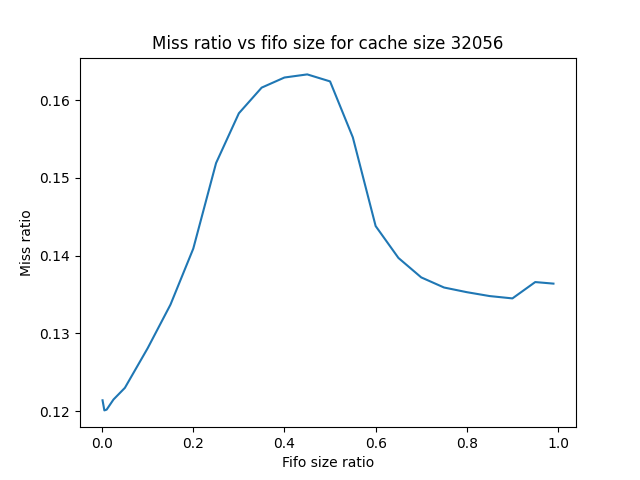 Miss ratio vs fifo size for cache size 32056
0.16
0.15
0.14
0.13
0.12
Miss ratio
0.0 0.2 0.4 0.6 0.8 1.0
Fifo size ratio